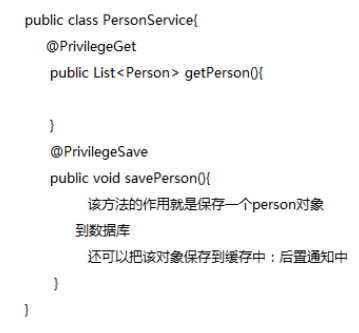 public class PersonService{
@PrivilegeGet
public List<Person> getPerson(){
}
@PrivilegeSave
public void savePerson(){
该方法的作用就是保存一个person对象
到数据库
还可以把该对象保存到缓存中：后置通知中
}
}